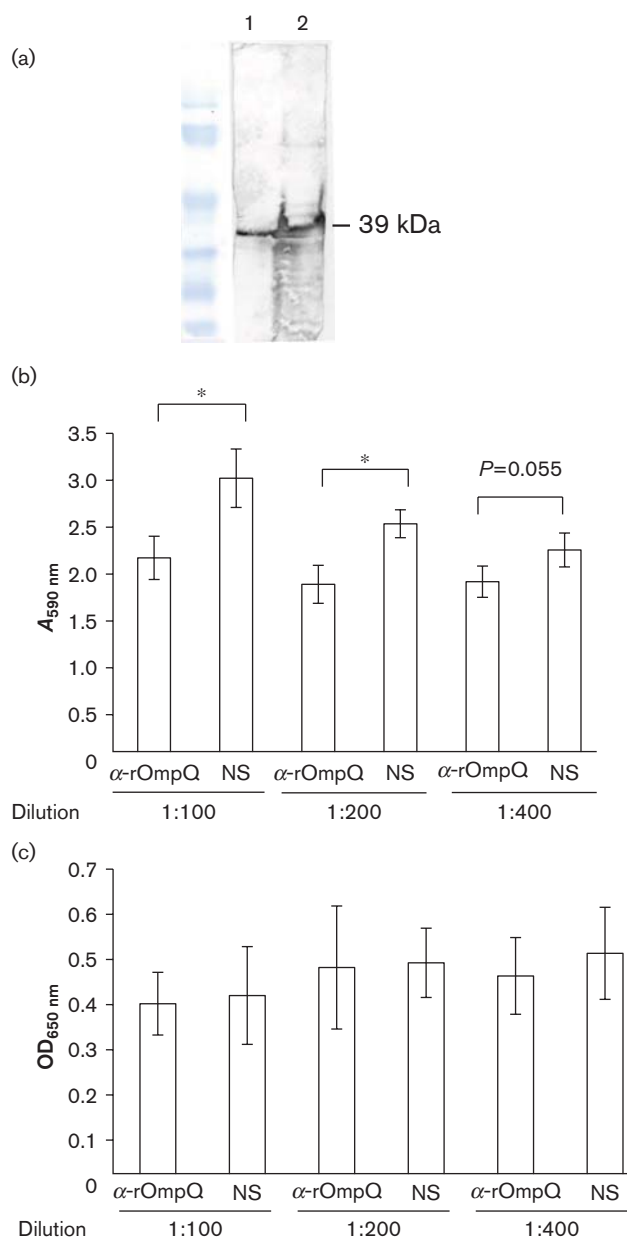 1 2
(a)
– 39 kDa
(b)
* * P=0.055
3.5
3.0
2.5
2.0
1.5
1.0
0.5
0
A590 nm
α-rOmpQ NS α-rOmpQ NS α-rOmpQ NS
Dilution 1:100 1:200 1:400
(c)
0.7
0.6
0.5
0.4
0.3
0.2
0.1
0
OD650 nm
α-rOmpQ NS α-rOmpQ NS α-rOmpQ NS
Dilution 1:100 1:200 1:400